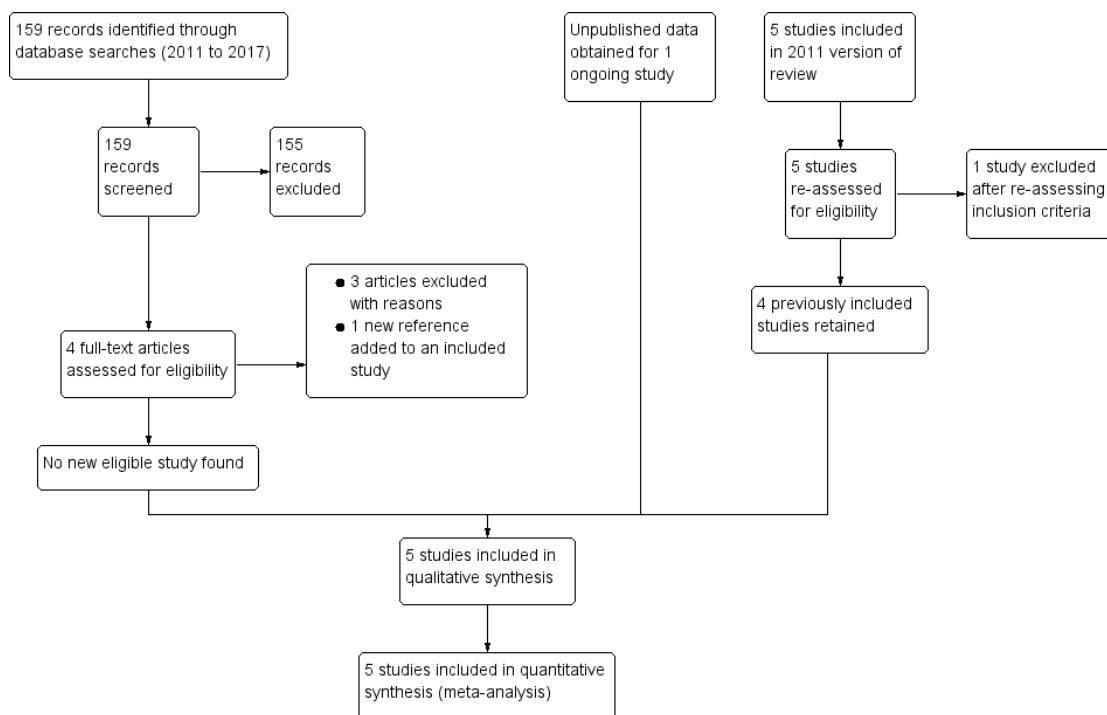 159 records identified through
database searches (2011 to 2017)
Unpublished data
obtained for 1
ongoing study
5 studies included
in 2011 version of
review
159
records
screened
155
records
excluded
5 studies
re-assessed
for eligibility
1 study excluded
after re-assessing
inclusion criteria
● 3 articles excluded
with reasons
● 1 new reference
added to an included
study
4 previously included
studies retained
4 full-text articles
assessed for eligibility
No new eligible study found
5 studies included in
qualitative synthesis
5 studies included in quantitative
synthesis (meta-analysis)